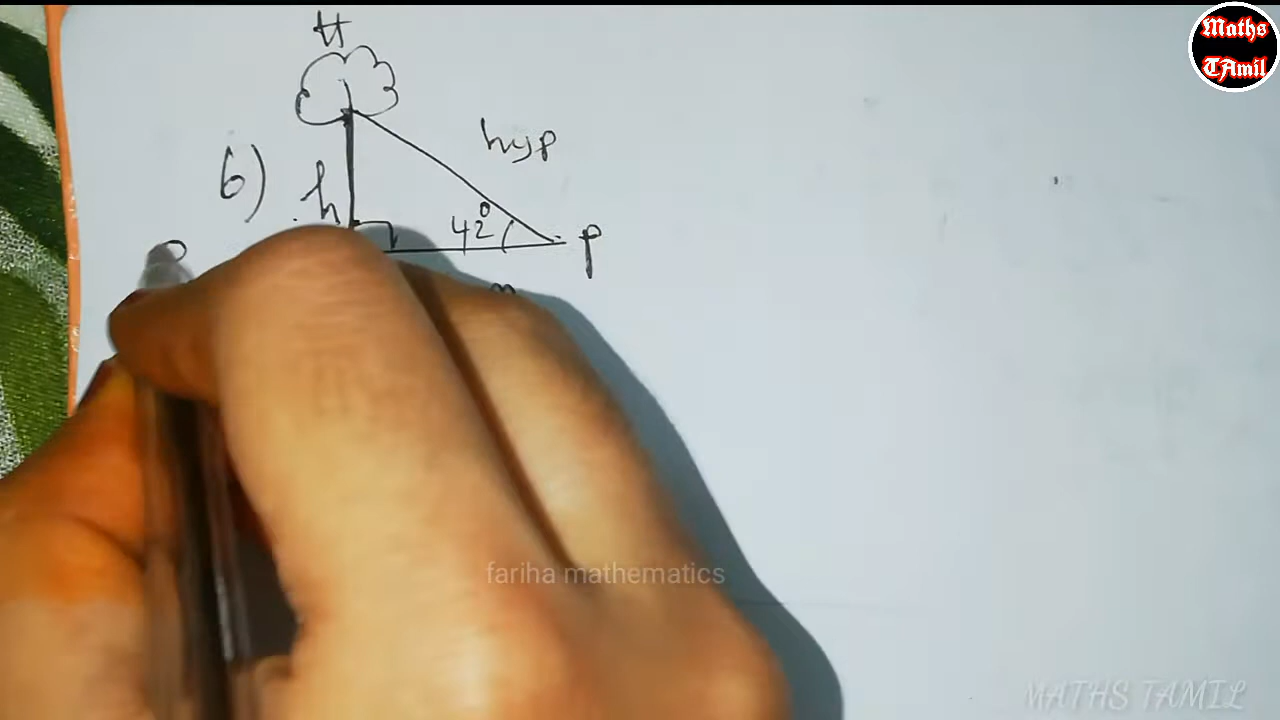 Maths
TAmil
H
hyp
6)
h
42°
P
m
fariha mathematics
MATHS TAMIL